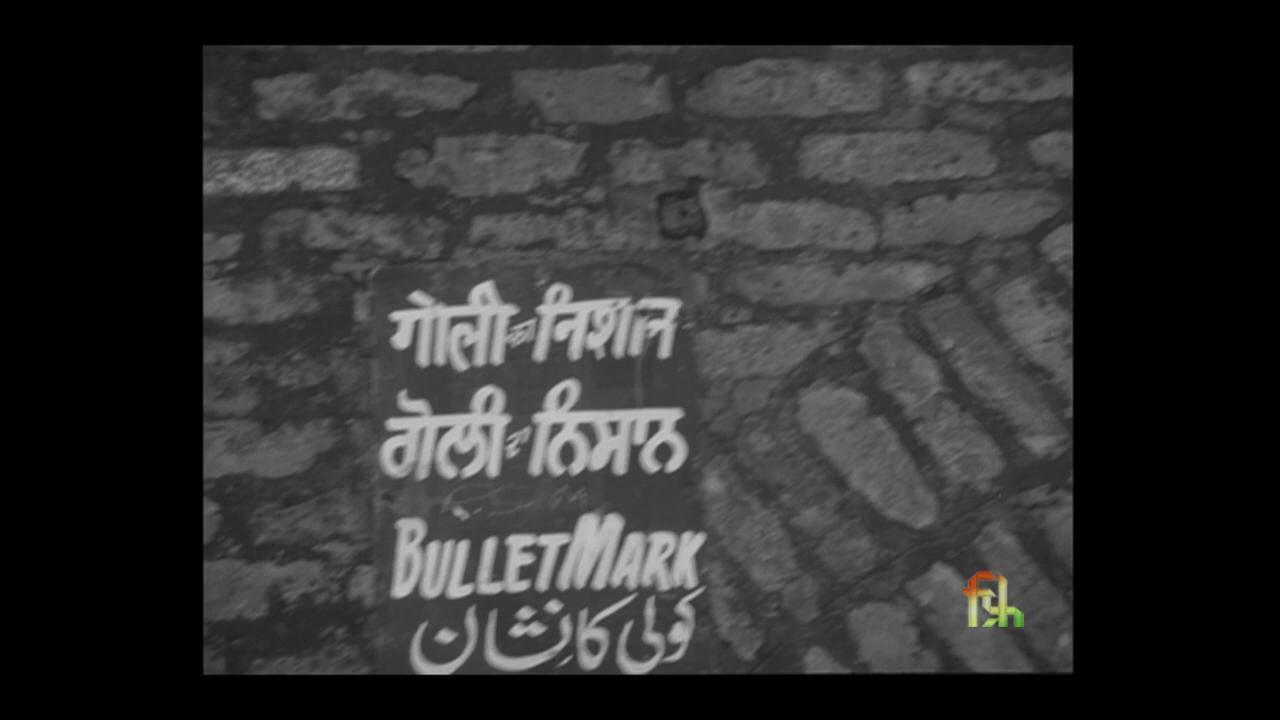 गोली का निशान
ਗੋਲੀ ਦਾ ਨਿਸਾਨ
BULLET MARK
گولی کا نشان